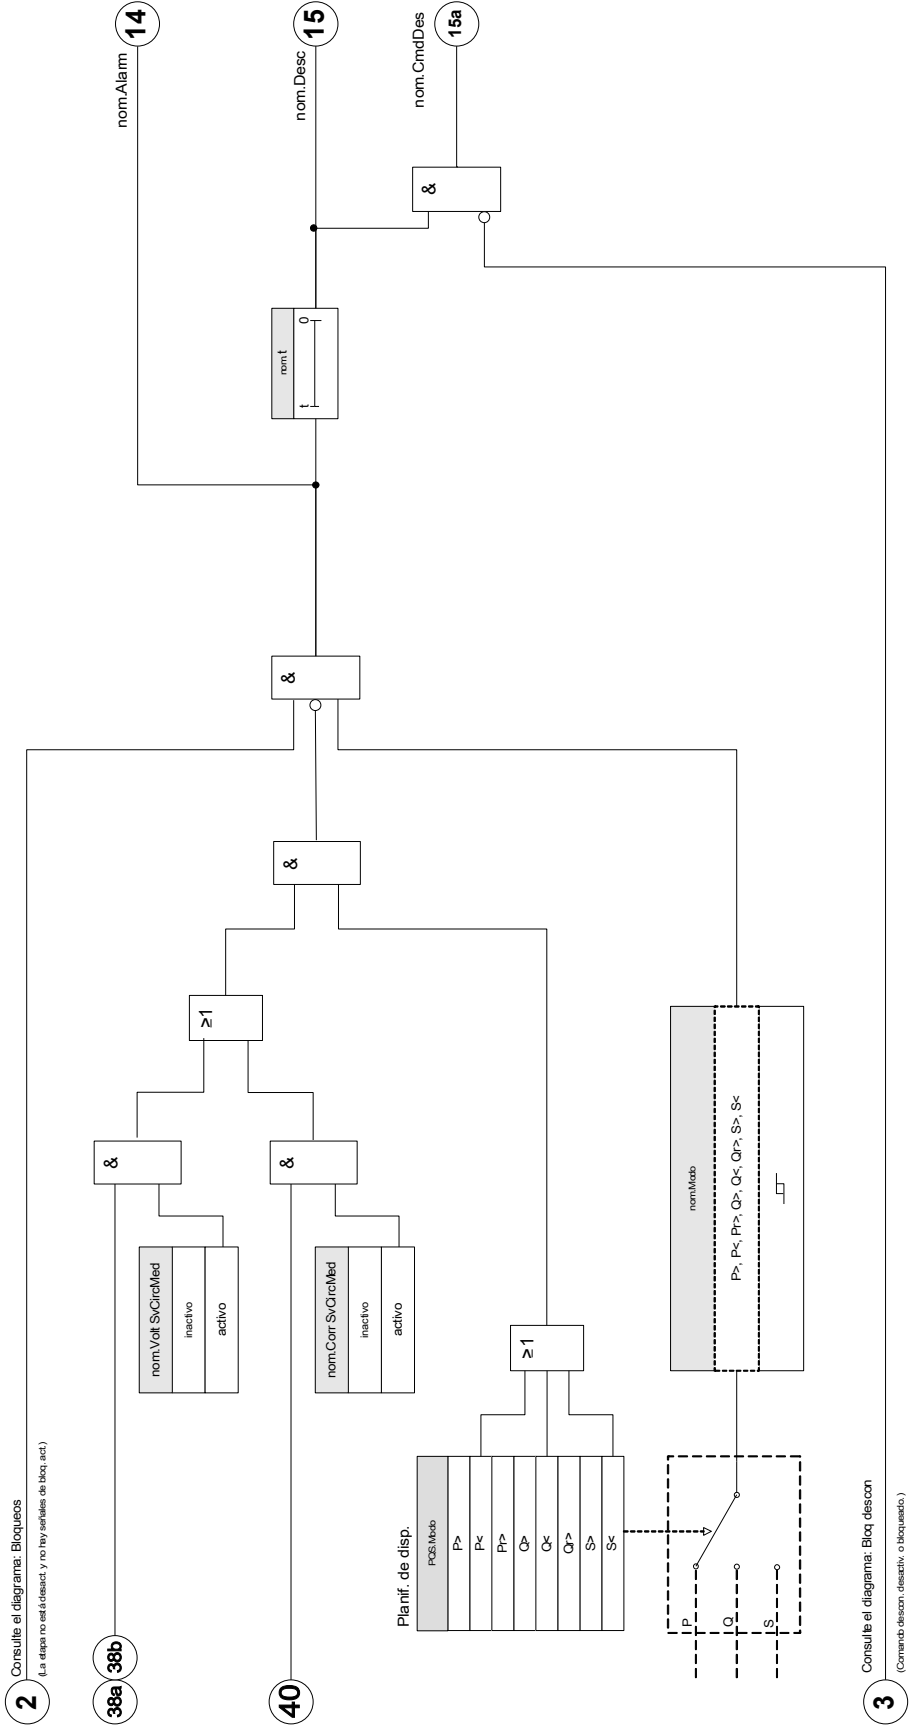 2
Consulte el diagrama: Bloqueos
(La etapa no está desact. y no hay señales de bloq. act.)
38a
38b
&
nom.Volt SvCircMed
inactivo
activo
40
&
nom.Corr SvCircMed
inactivo
activo
≥1
&
Planif. de disp.
PQS.Modo
P>
P<
Pr>
Q>
Q<
Qr>
S>
S<
≥1
P
Q
S
nom.Modo
P>, P<, Pr>, Q>, Q<, Qr>, S>, S<
&
nom.t
t
0
nom.Alarm
14
nom.Desc
15
&
nom.CmdDes
15a
3
Consulte el diagrama: Bloq descon
(Comando descon. desactiv. o bloqueado.)